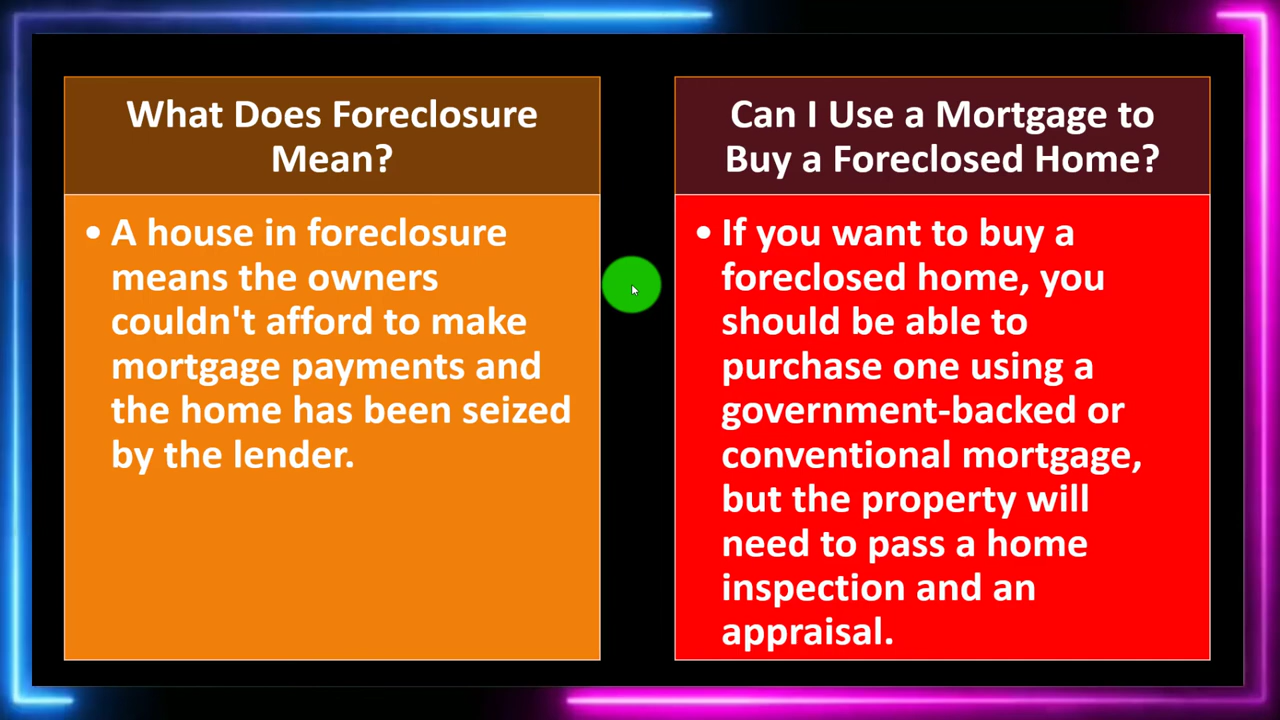 What Does Foreclosure
Mean?
• A house in foreclosure
means the owners
couldn't afford to make
mortgage payments and
the home has been seized
by the lender.
Can I Use a Mortgage to
Buy a Foreclosed Home?
• If you want to buy a
foreclosed home, you
should be able to
purchase one using a
government-backed or
conventional mortgage,
but the property will
need to pass a home
inspection and an
appraisal.